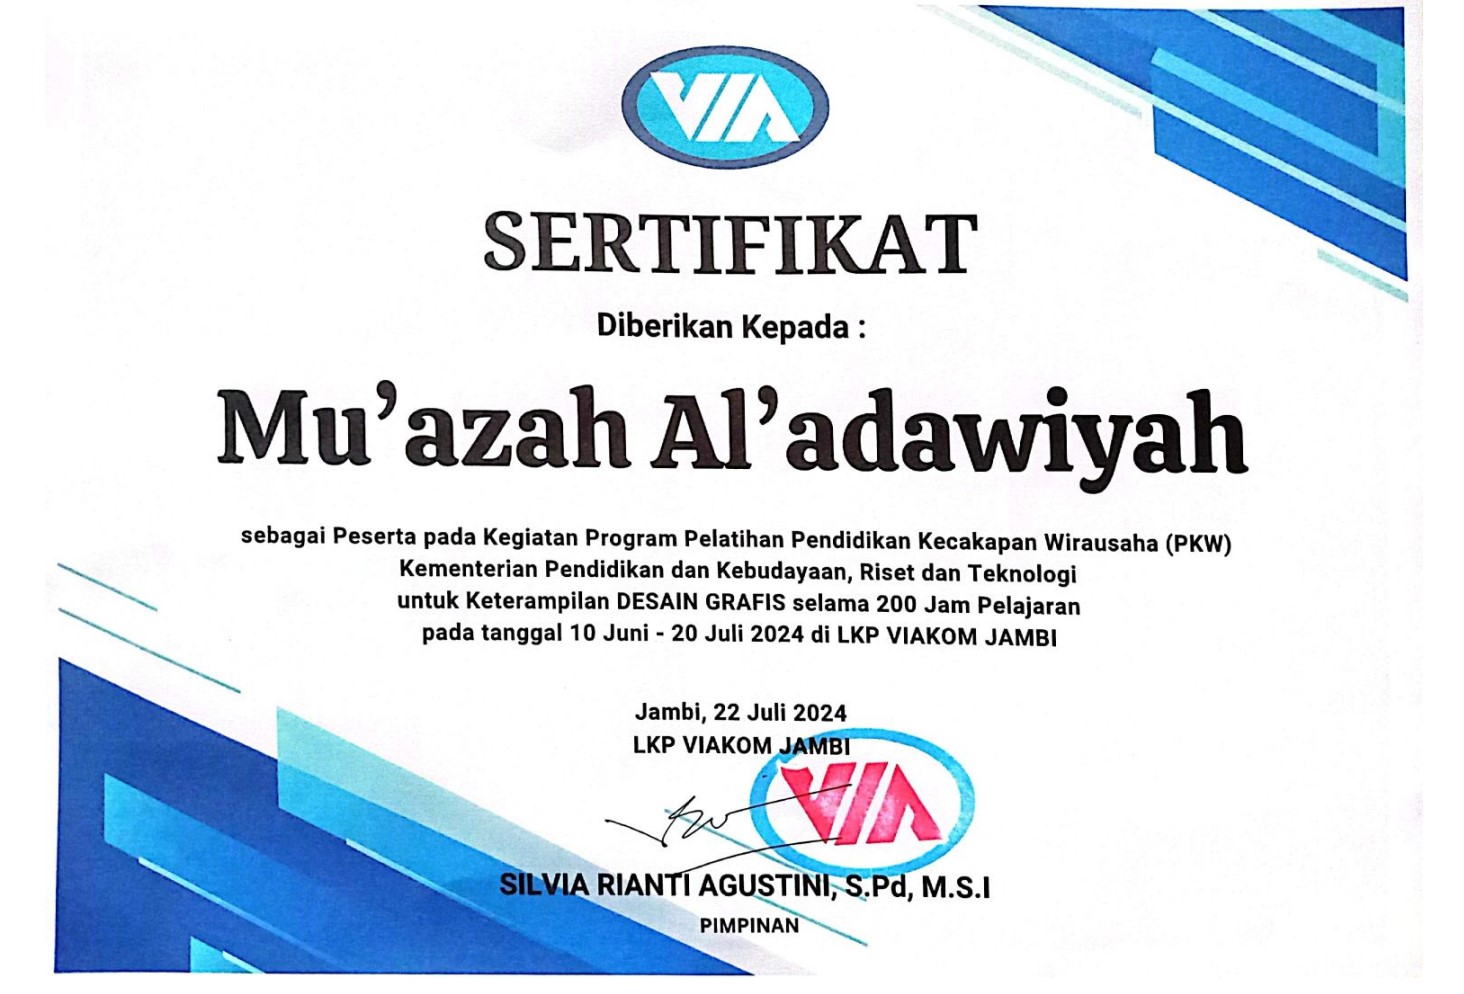 VIA
SERTIFIKAT
Diberikan Kepada :
Mu’azah Al’adawiyah
sebagai Peserta pada Kegiatan Program Pelatihan Pendidikan Kecakapan Wirausaha (PKW)
Kementerian Pendidikan dan Kebudayaan, Riset dan Teknologi
untuk Keterampilan DESAIN GRAFIS selama 200 Jam Pelajaran
pada tanggal 10 Juni - 20 Juli 2024 di LKP VIAKOM JAMBI
Jambi, 22 Juli 2024
LKP VIAKOM JAMBI
VIA
SILVIA RIANTI AGUSTINI, S.Pd, M.S.I
PIMPINAN